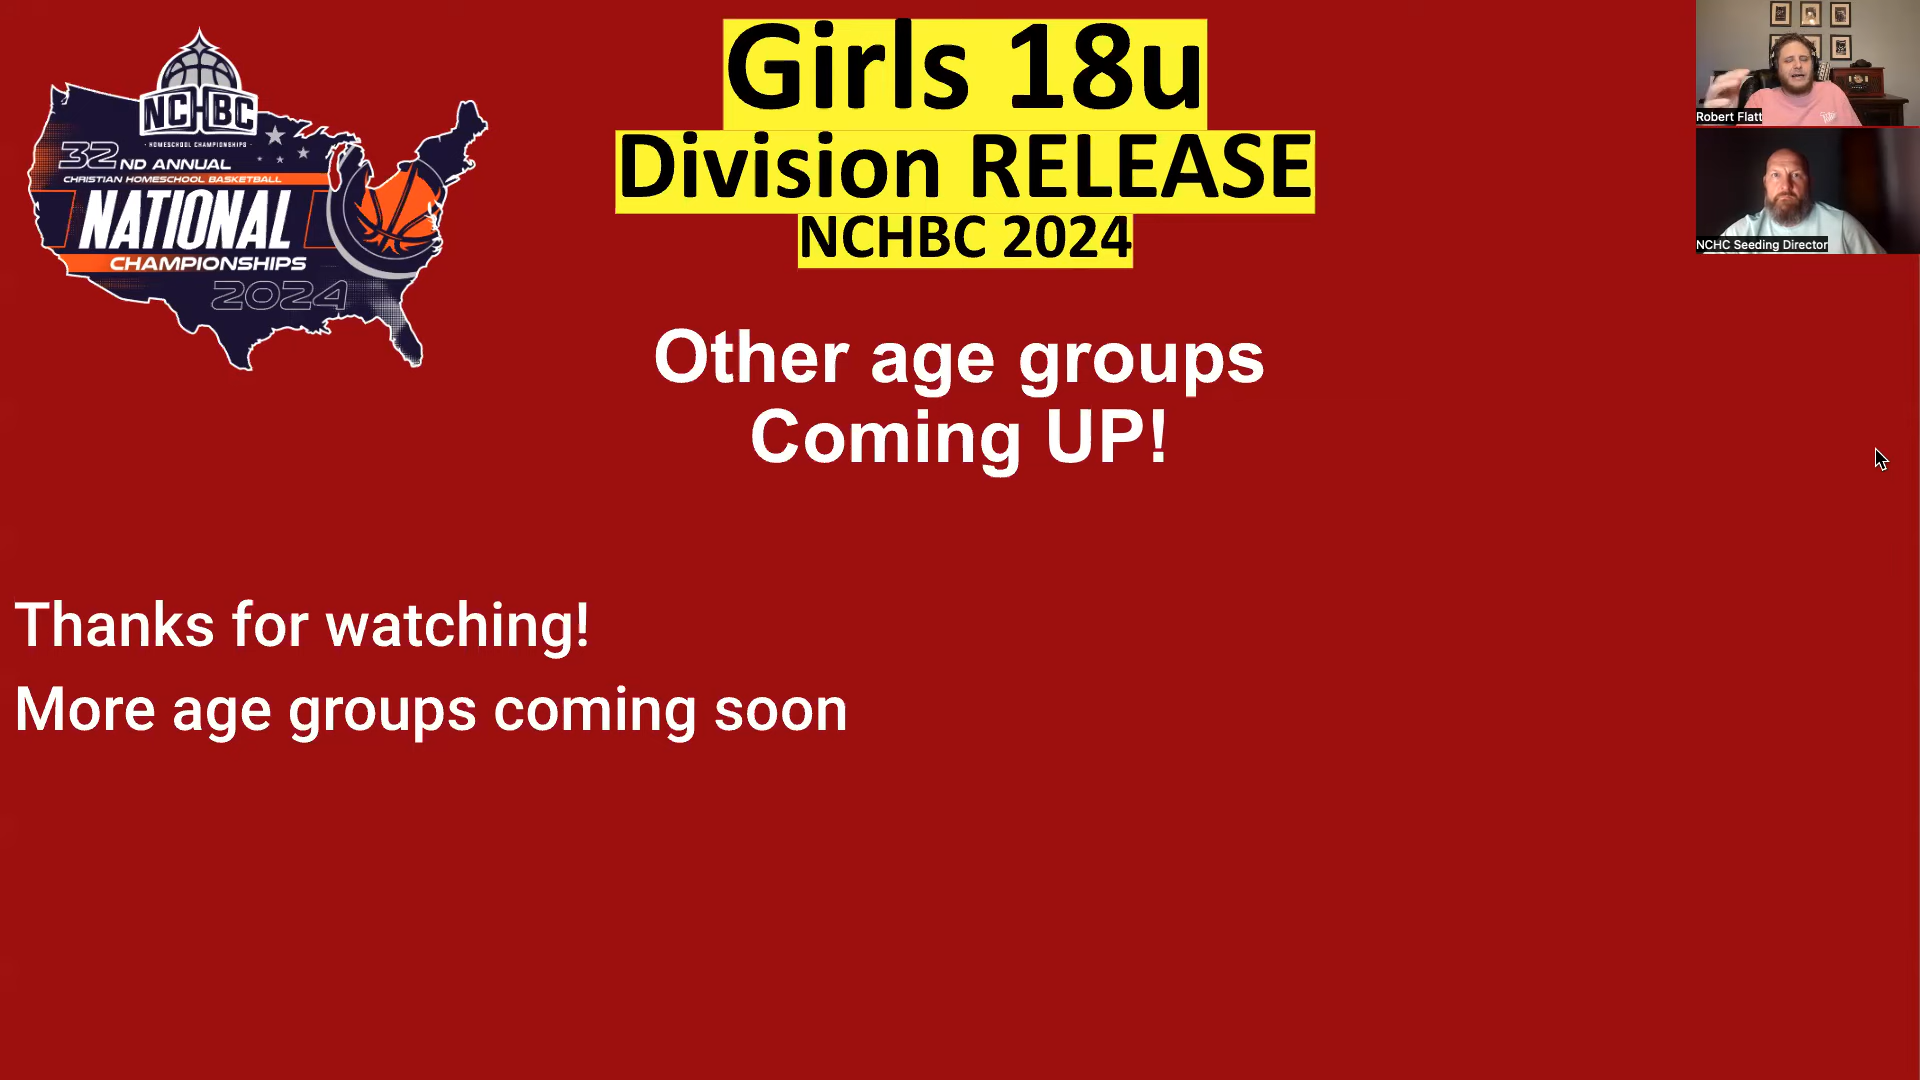 NCHBC
- HOMESCHOOL CHAMPIONSHIPS -
32ND ANNUAL
CHRISTIAN HOMESCHOOL BASKETBALL
NATIONAL
CHAMPIONSHIPS
2024
Girls 18u
Division RELEASE
NCHBC 2024
Robert Flatt
NCHC Seeding Director
Other age groups
Coming UP!
Thanks for watching!
More age groups coming soon